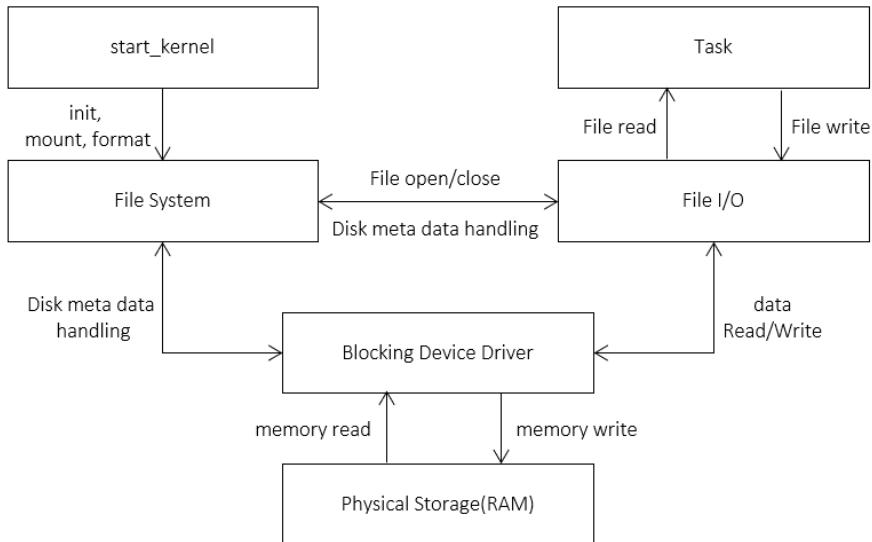 start_kernel
Task
init,
mount, format
File read
File write
File System
File open/close
Disk meta data handling
File I/O
Disk meta data
handling
Blocking Device Driver
data
Read/Write
memory read
memory write
Physical Storage(RAM)